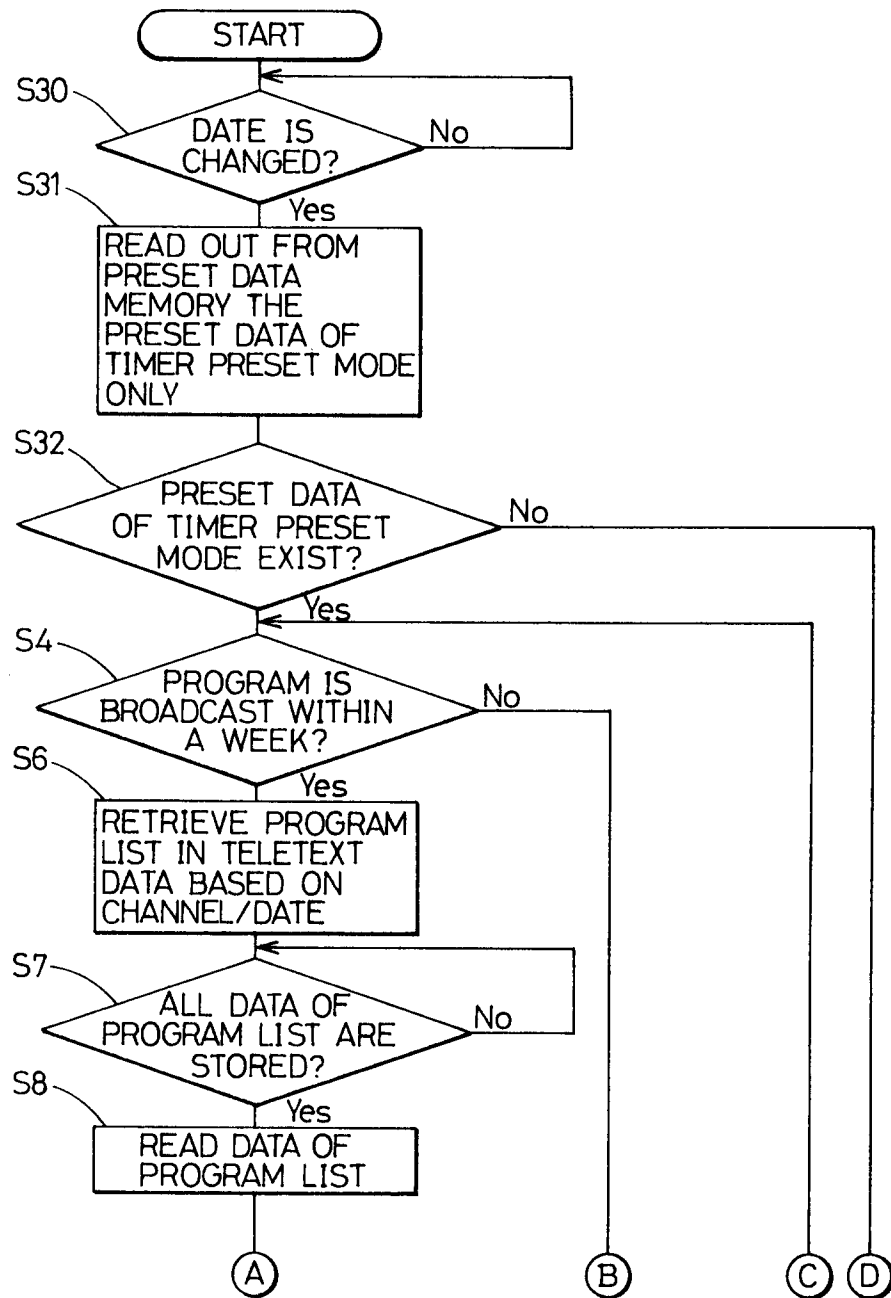 START
S30
DATE IS
CHANGED?
No
S31
Yes
READ OUT FROM
PRESET DATA
MEMORY THE
PRESET DATA OF
TIMER PRESET MODE
ONLY
S32
PRESET DATA
OF TIMER PRESET
MODE EXIST?
No
Yes
S4
PROGRAM IS
BROADCAST WITHIN
A WEEK?
No
S6
Yes
RETRIEVE PROGRAM
LIST IN TELETEXT
DATA BASED ON
CHANNEL/DATE
S7
ALL DATA OF
PROGRAM LIST ARE
STORED?
No
S8
Yes
READ DATA OF
PROGRAM LIST
A
B
C
D